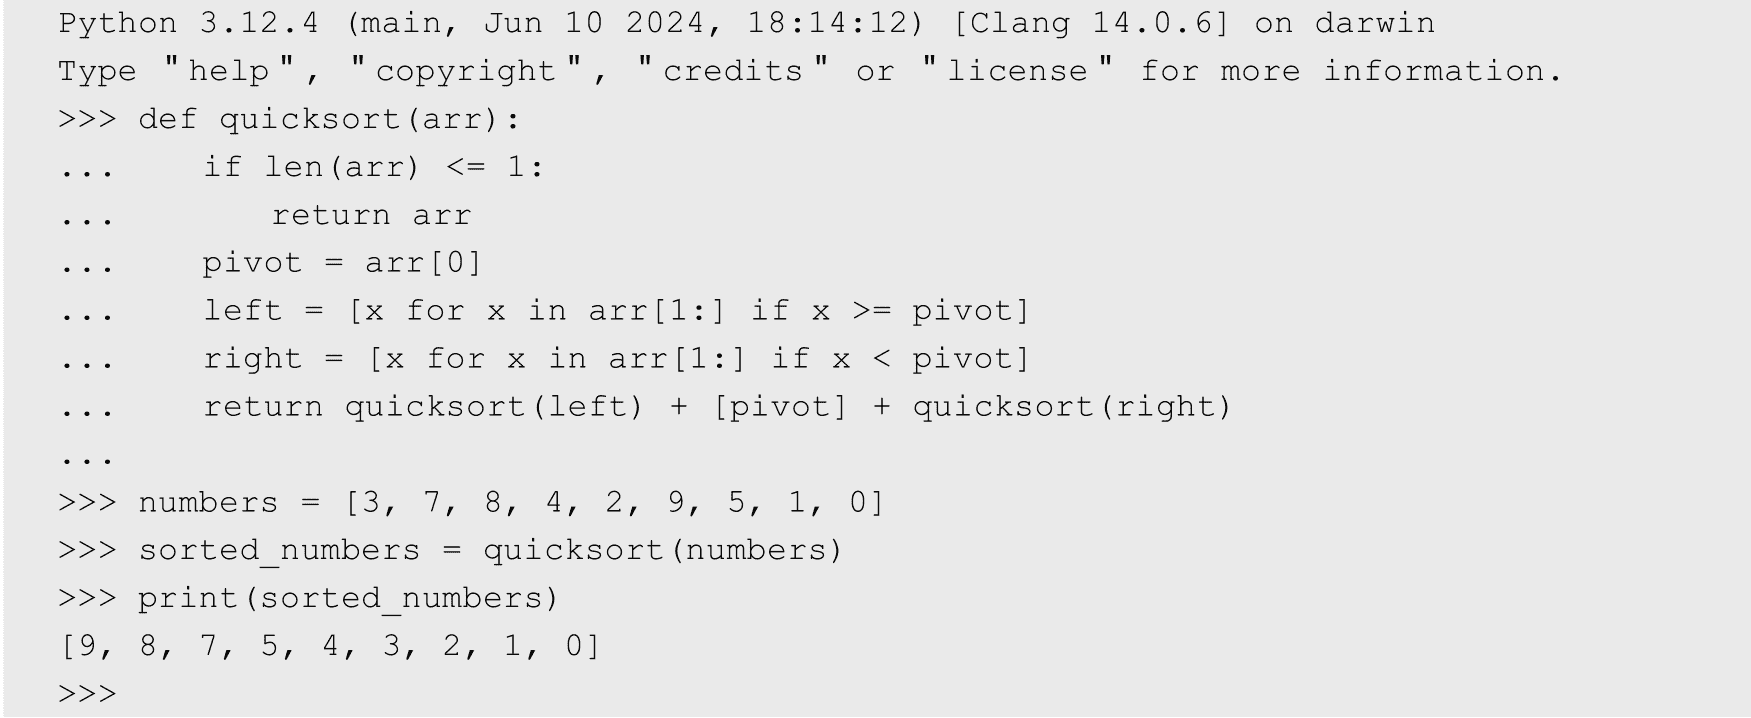 Python 3.12.4 (main, Jun 10 2024, 18:14:12) [Clang 14.0.6] on darwin
Type "help", "copyright", "credits" or "license" for more information.
>>> def quicksort(arr):
...     if len(arr) <= 1:
...         return arr
...     pivot = arr[0]
...     left = [x for x in arr[1:] if x >= pivot]
...     right = [x for x in arr[1:] if x < pivot]
...     return quicksort(left) + [pivot] + quicksort(right)
...
>>> numbers = [3, 7, 8, 4, 2, 9, 5, 1, 0]
>>> sorted_numbers = quicksort(numbers)
>>> print(sorted_numbers)
[9, 8, 7, 5, 4, 3, 2, 1, 0]
>>>